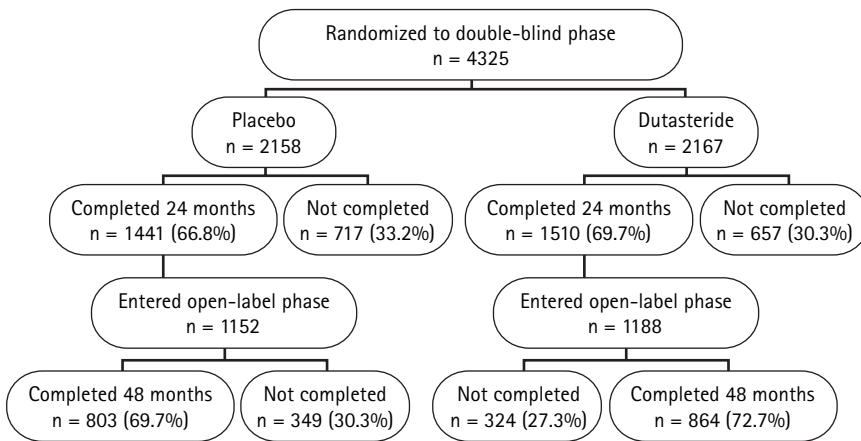 Randomized to double-blind phase
n = 4325
Placebo
n = 2158
Dutasteride
n = 2167
Completed 24 months
n = 1441 (66.8%)
Not completed
n = 717 (33.2%)
Completed 24 months
n = 1510 (69.7%)
Not completed
n = 657 (30.3%)
Entered open-label phase
n = 1152
Entered open-label phase
n = 1188
Completed 48 months
n = 803 (69.7%)
Not completed
n = 349 (30.3%)
Not completed
n = 324 (27.3%)
Completed 48 months
n = 864 (72.7%)